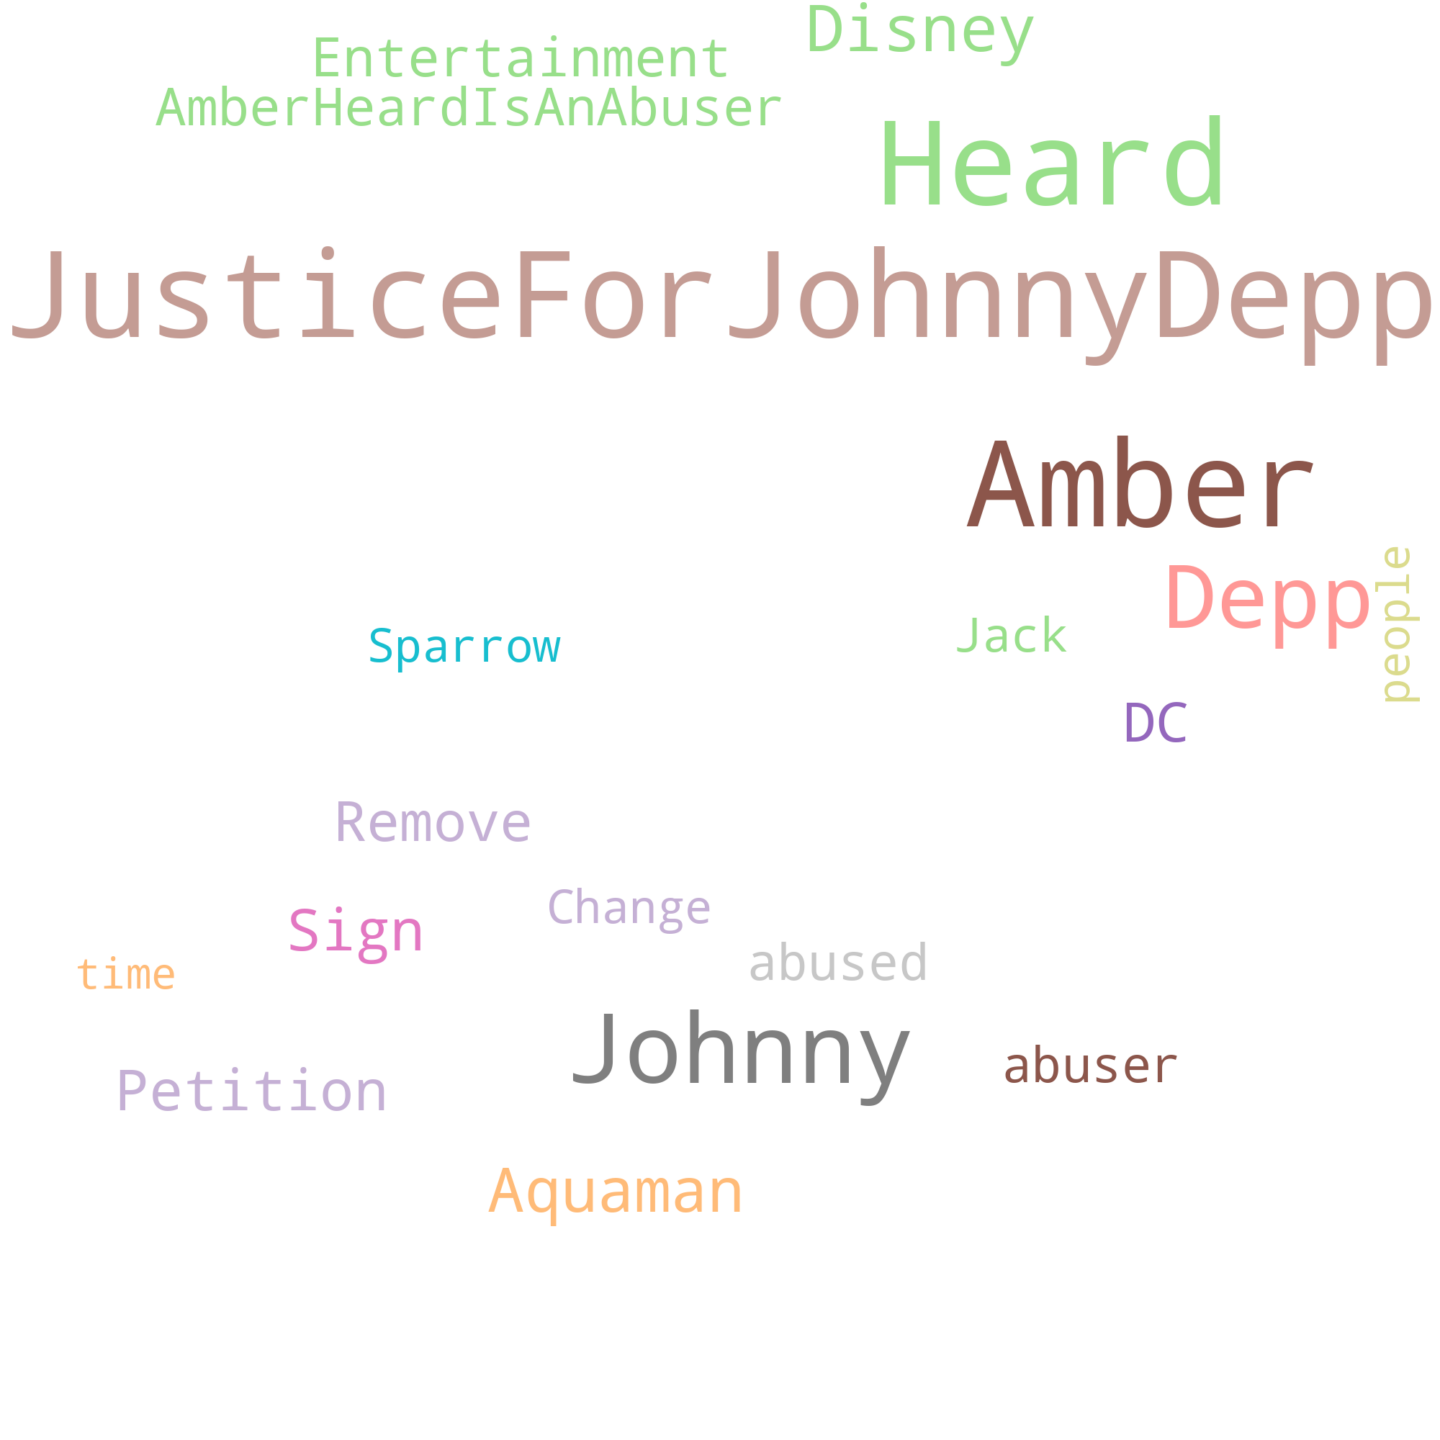 Disney
Entertainment
AmberHeardIsAnAbuser
Heard
JusticeForJohnnyDepp
Amber
Depp
people
Sparrow
Jack
DC
Remove
Change
Sign
abused
time
Johnny
abuser
Petition
Aquaman